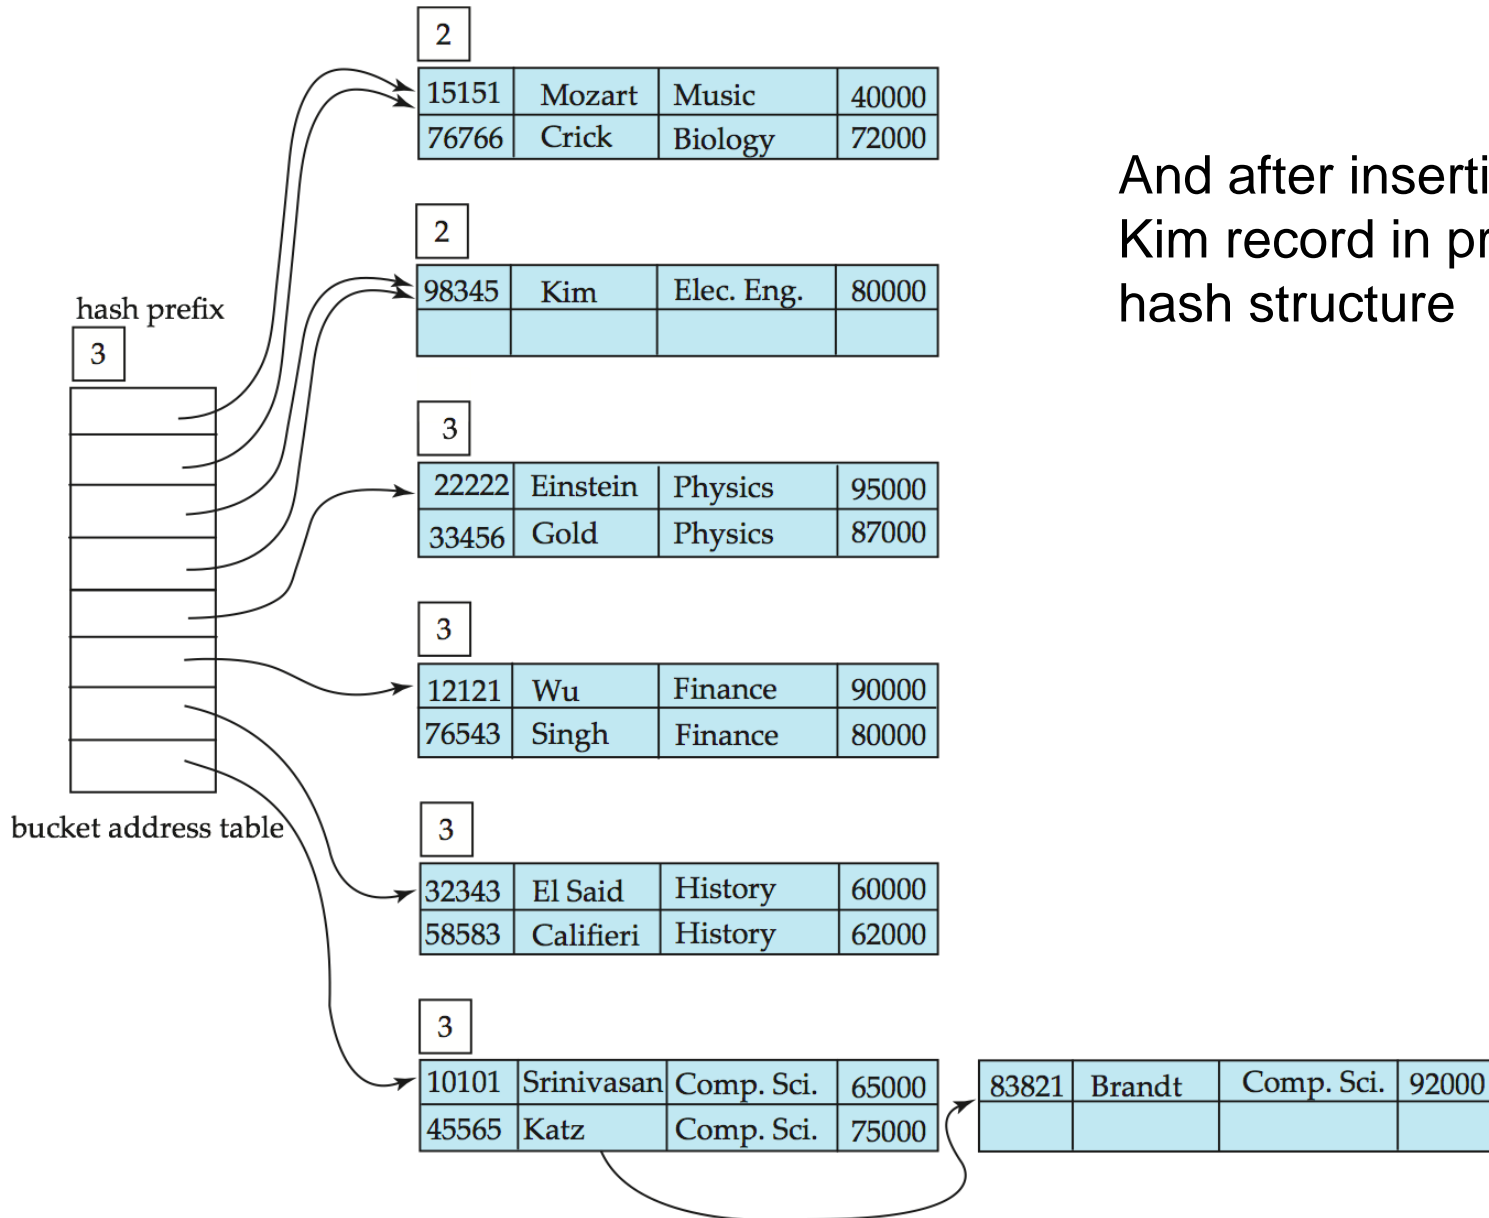 2
15151 Mozart Music 40000
76766 Crick Biology 72000
And after inserti
Kim record in pr
hash structure
2
98345 Kim Elec. Eng. 80000
hash prefix
3
3
22222 Einstein Physics 95000
33456 Gold Physics 87000
3
12121 Wu Finance 90000
76543 Singh Finance 80000
bucket address table
3
32343 El Said History 60000
58583 Califieri History 62000
3
10101 Srinivasan Comp. Sci. 65000
45565 Katz Comp. Sci. 75000
83821 Brandt Comp. Sci. 92000